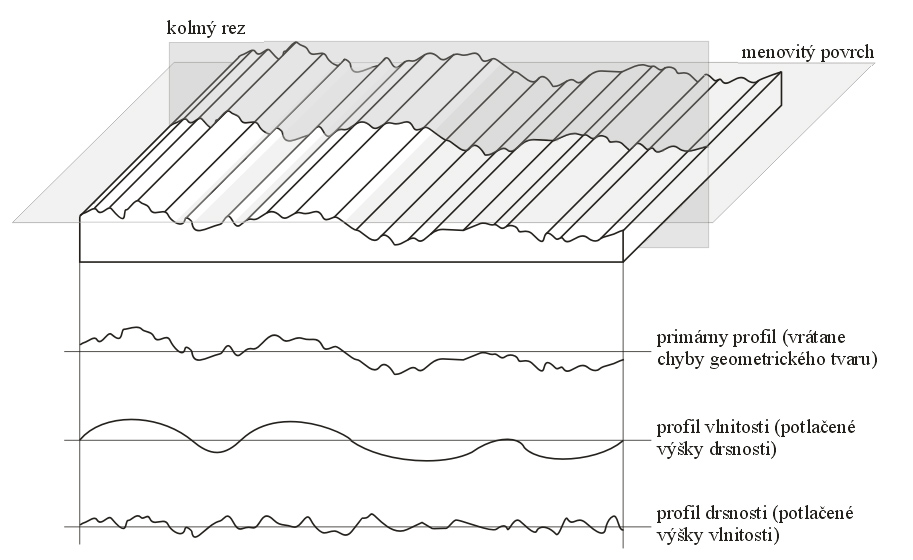 kolmý rez
menovitý povrch
primárny profil (vrátane
chyby geometrického tvaru)
profil vlnitosti (potlačené
výšky drsnosti)
profil drsnosti (potlačené
výšky vlnitosti)